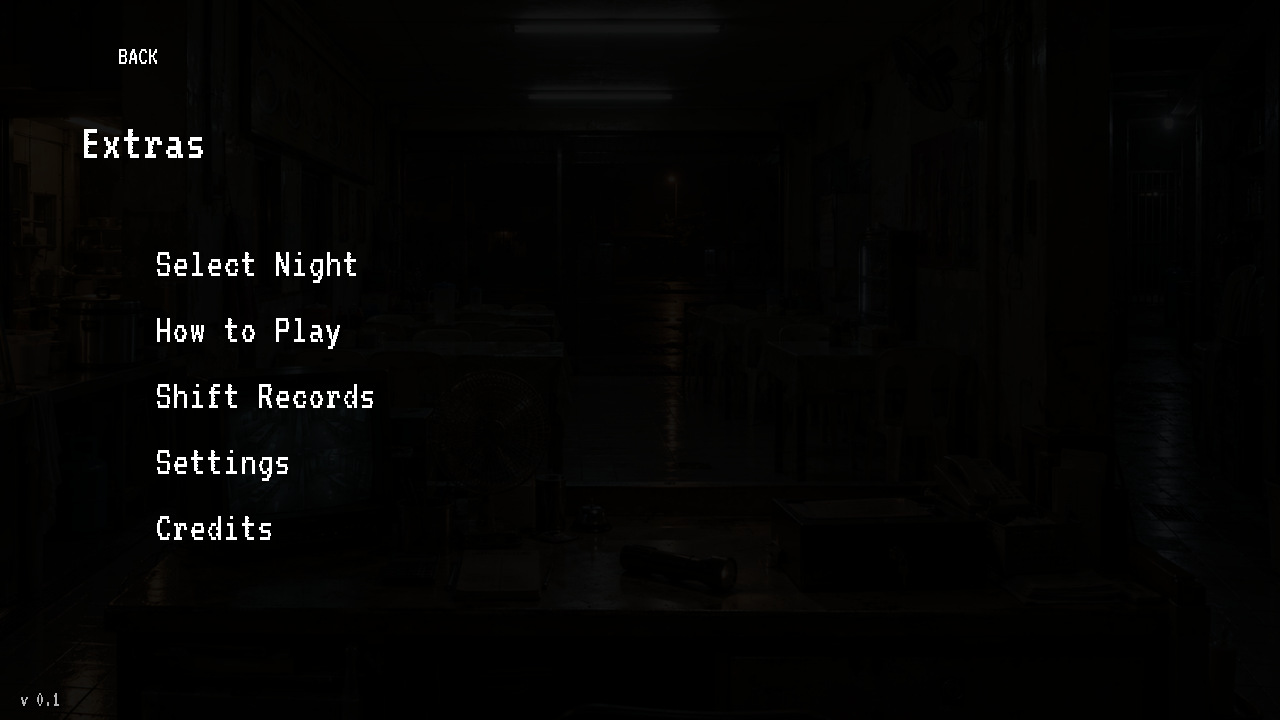 BACK
Extras
Select Night
How to Play
Shift Records
Settings
Credits
v 0.1